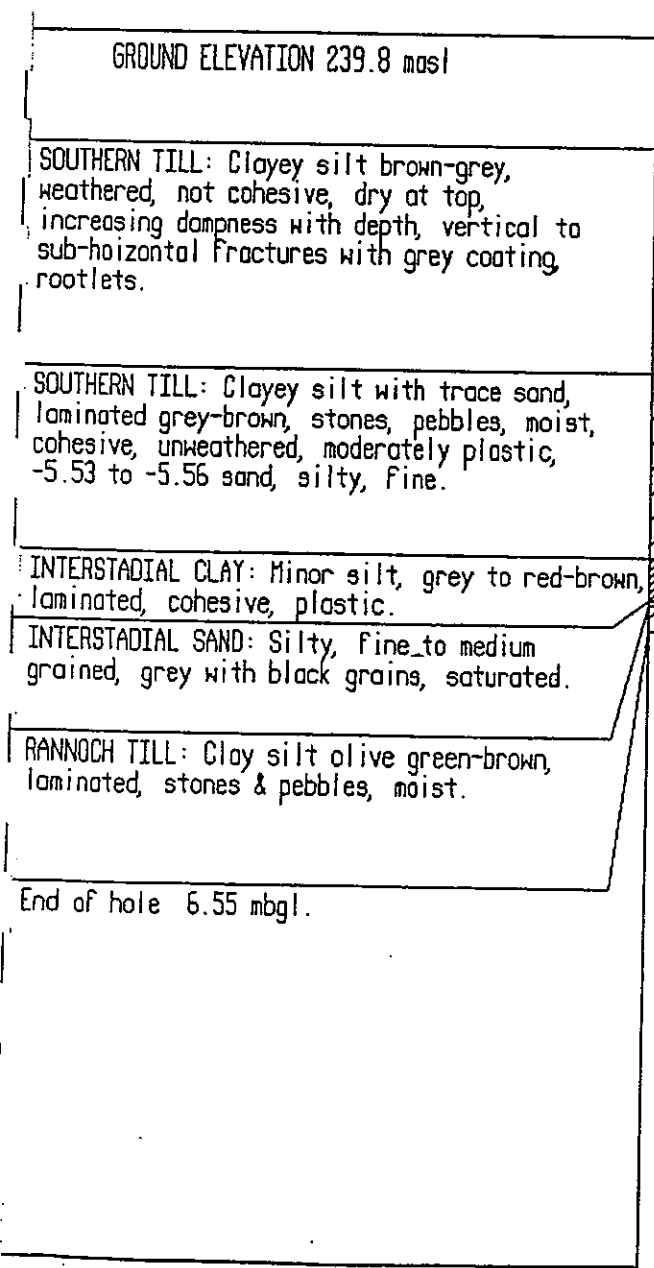 GROUND ELEVATION 239.8 masl
SOUTHERN TILL: Clayey silt brown-grey,
weathered, not cohesive, dry at top,
increasing dampness with depth, vertical to
sub-hoizontal fractures with grey coating,
rootlets.
SOUTHERN TILL: Clayey silt with trace sand,
laminated grey-brown, stones, pebbles, moist,
cohesive, unweathered, moderately plastic,
-5.53 to -5.56 sand, silty, fine.
INTERSTADIAL CLAY: Minor silt, grey to red-brown,
laminated, cohesive, plastic.
INTERSTADIAL SAND: Silty, fine to medium
grained, grey with black grains, saturated.
RANNOCH TILL: Clay silt olive green-brown,
laminated, stones & pebbles, moist.
End of hole 6.55 mbgl.